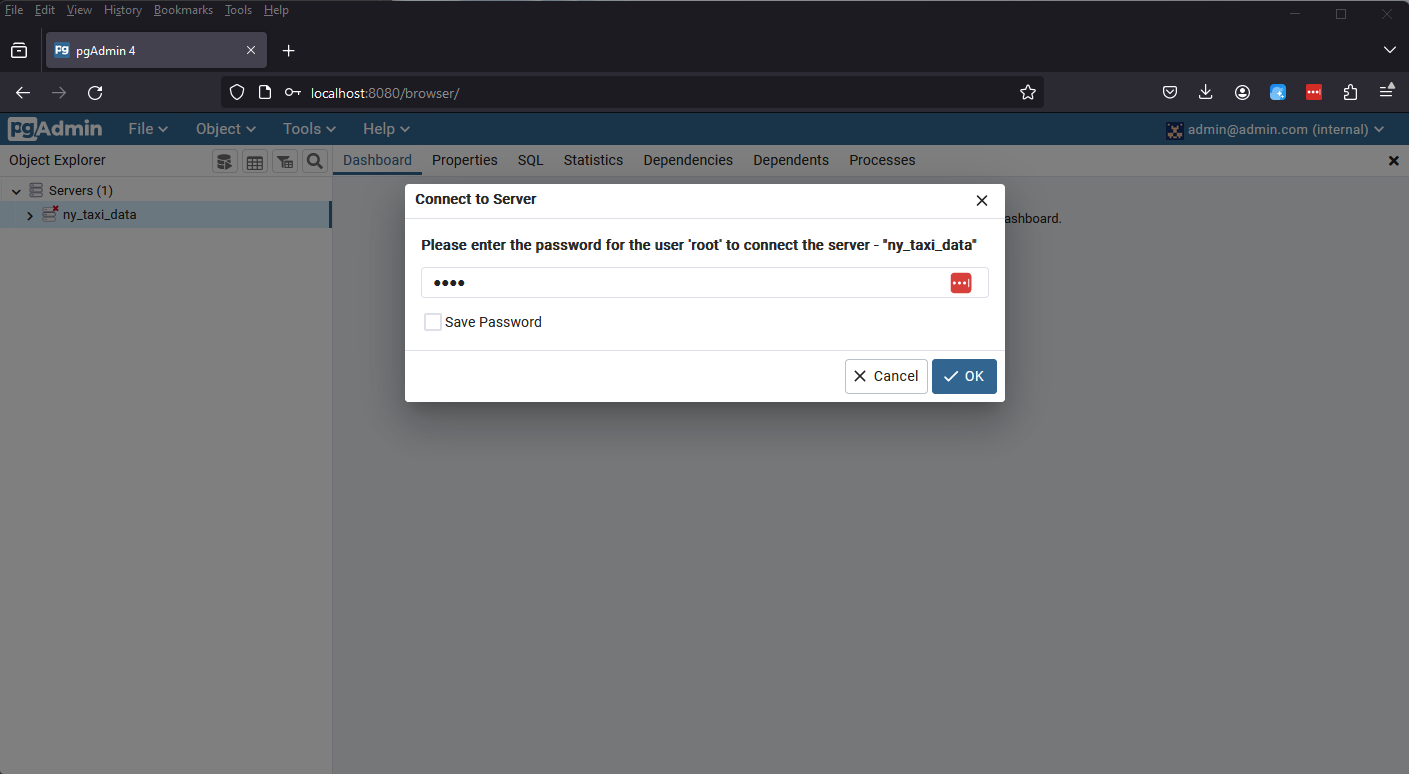 File Edit View History Bookmarks Tools Help
pg pgAdmin 4
localhost:8080/browser/
pgAdmin File Object Tools Help admin@admin.com (internal)
Object Explorer Dashboard Properties SQL Statistics Dependencies Dependents Processes
Servers (1)
ny_taxi_data
Connect to Server
ashboard.
Please enter the password for the user 'root' to connect the server - "ny_taxi_data"
••••
Save Password
Cancel OK